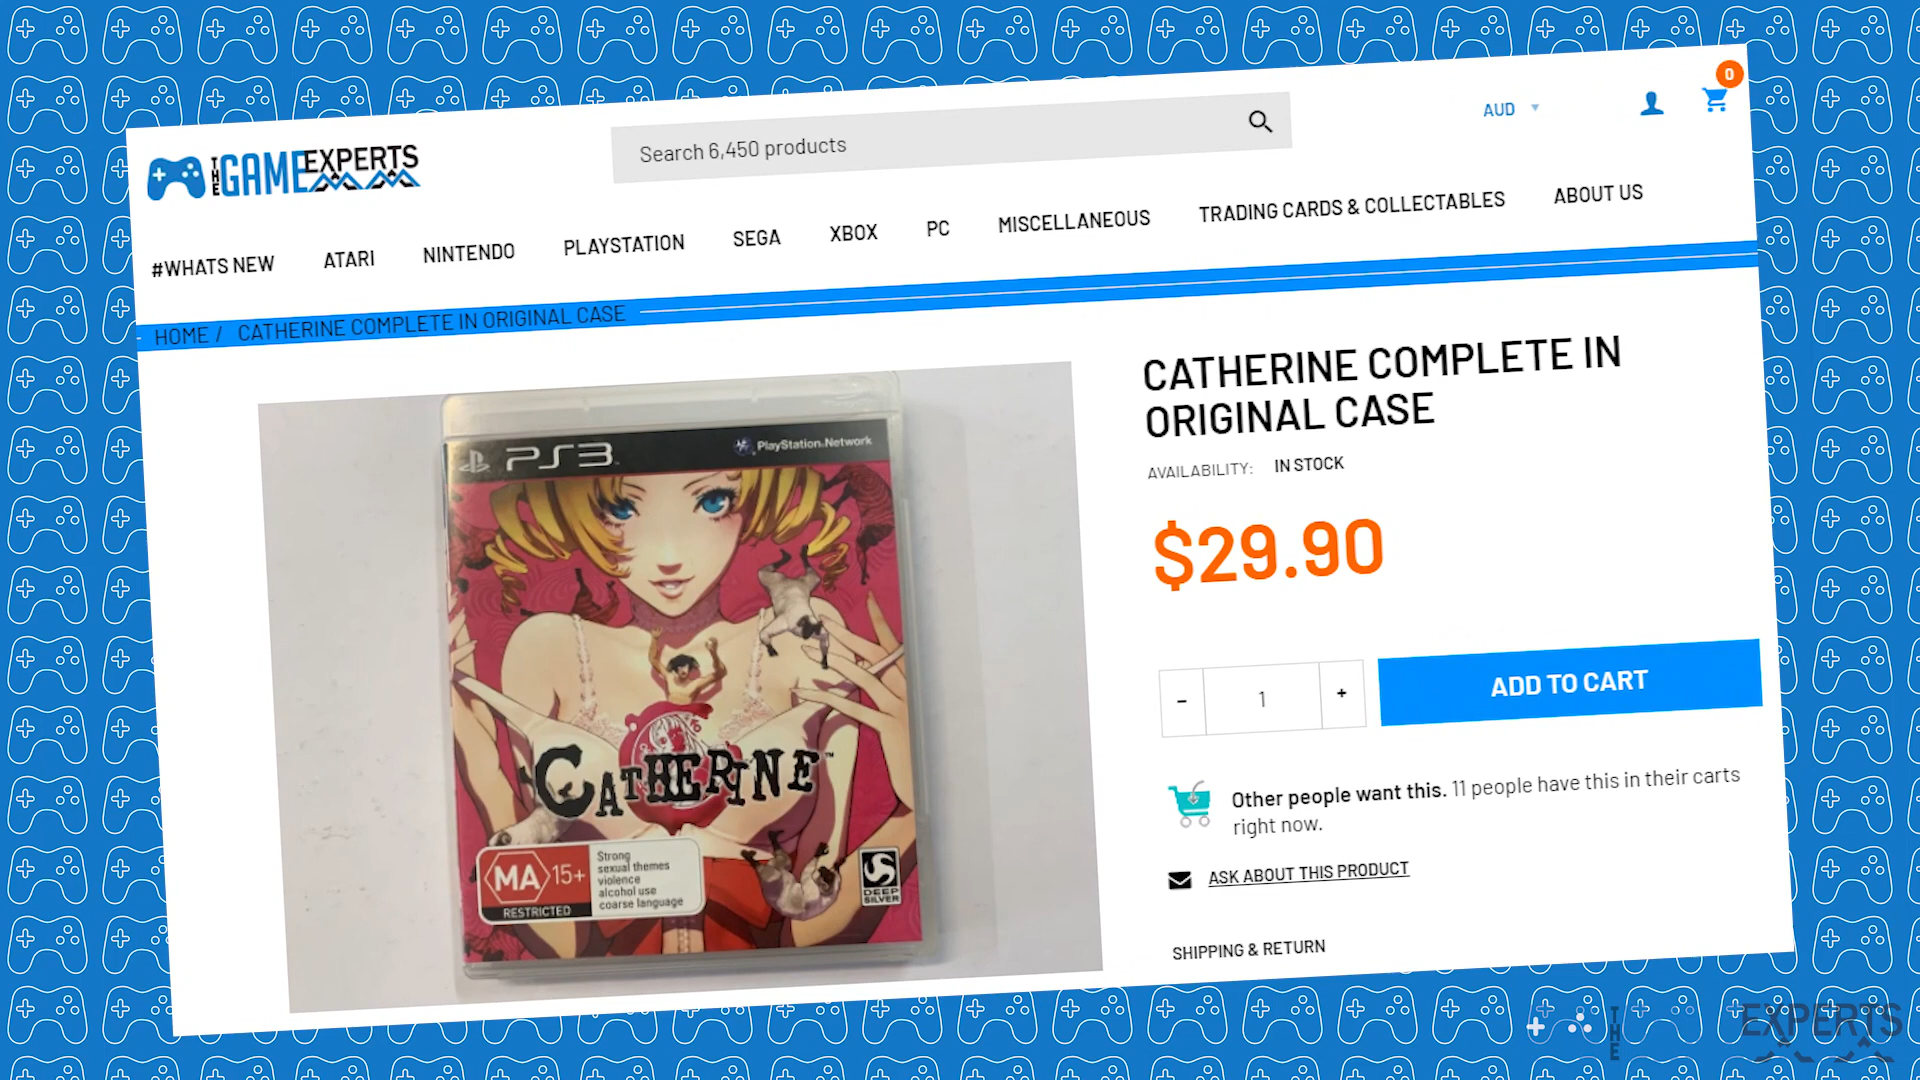 0
AUD
Search 6,450 products
THE GAME EXPERTS
#WHATS NEW ATARI NINTENDO PLAYSTATION SEGA XBOX PC MISCELLANEOUS TRADING CARDS & COLLECTABLES ABOUT US
HOME / CATHERINE COMPLETE IN ORIGINAL CASE
PS3 PlayStation®Network
CATHERINE™
MA 15+
RESTRICTED
Strong
sexual themes
violence
alcohol use
coarse language
DEEP
SILVER
CATHERINE COMPLETE IN
ORIGINAL CASE
AVAILABILITY: IN STOCK
$29.90
- 1 +
ADD TO CART
Other people want this. 11 people have this in their carts
right now.
ASK ABOUT THIS PRODUCT
SHIPPING & RETURN
THE EXPERTS